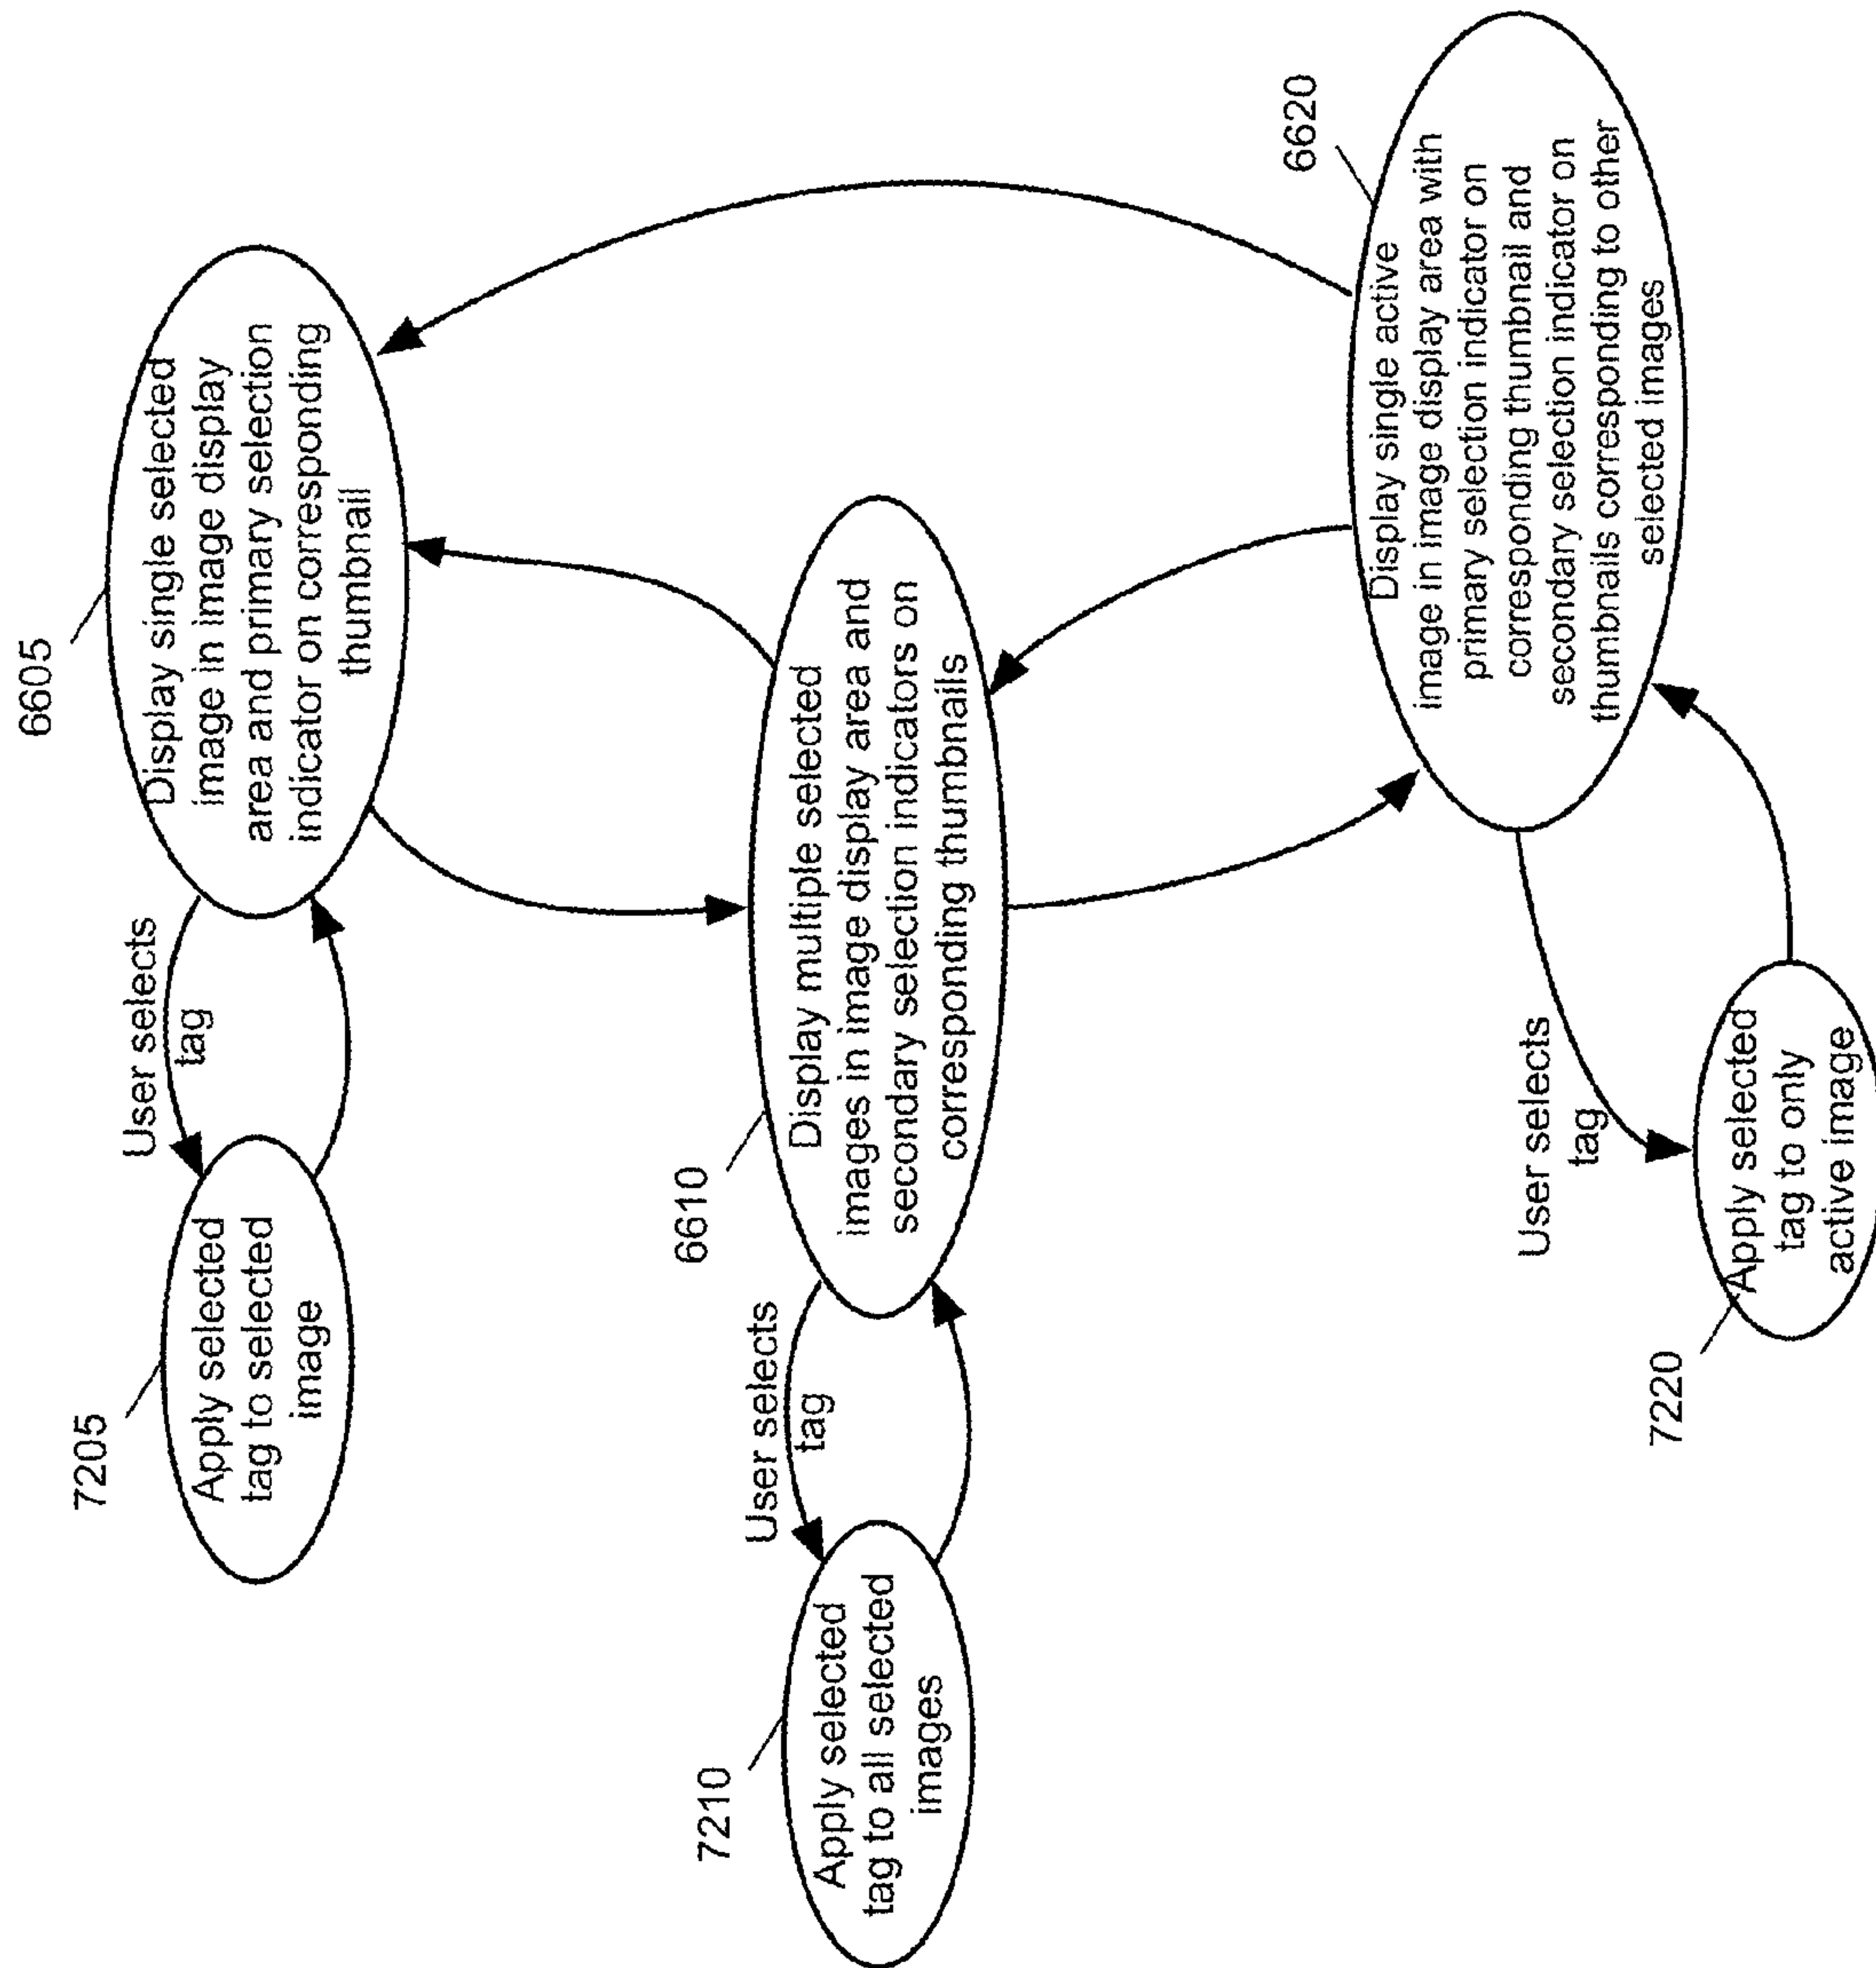 6605
Display single selected
image in image display
area and primary selection
indicator on corresponding
thumbnail
User selects
tag
7205
Apply selected
tag to selected
image
6610
Display multiple selected
images in image display area and
secondary selection indicators on
corresponding thumbnails
User selects
tag
7210
Apply selected
tag to all selected
images
6620
Display single active
image in image display area with
primary selection indicator on
corresponding thumbnail and
secondary selection indicator on
thumbnails corresponding to other
selected images
User selects
tag
7220
Apply selected
tag to only
active image